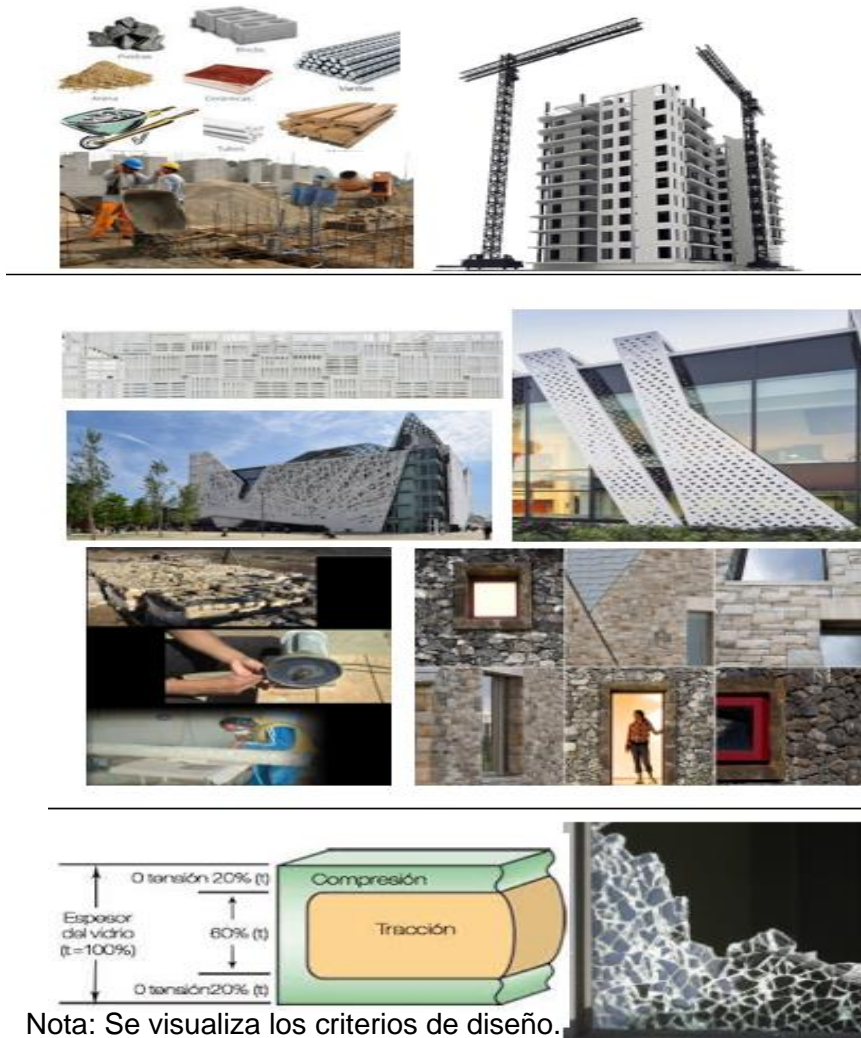 Piedras
Blocks
Varillas
Arena
Cerámicas
Tubos
0 tensión 20% (t)
Compresión
Espesor
del vidrio
(t=100%)
60% (t)
Tracción
0 tensión20% (t)
Nota: Se visualiza los criterios de diseño.